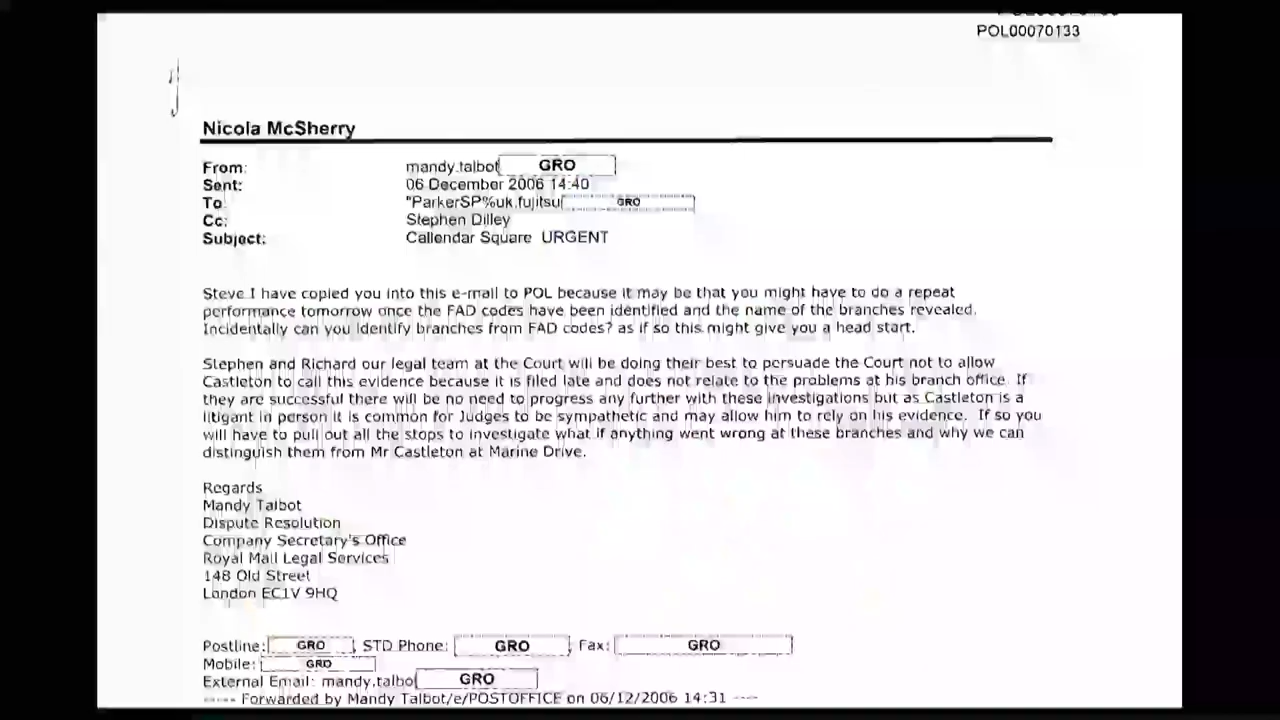 POL00070133
Nicola McSherry
From: mandy.talbot GRO
Sent: 06 December 2006 14:40
To "ParkerSP%uk.fujitsu GRO
Cc: Stephen Dilley
Subject: Callendar Square URGENT
Steve I have copied you into this e-mail to POL because it may be that you might have to do a repeat
performance tomorrow once the FAD codes have been identified and the name of the branches revealed.
Incidentally can you identify branches from FAD codes? as if so this might give you a head start.
Stephen and Richard our legal team at the Court will be doing their best to persuade the Court not to allow
Castleton to call this evidence because it is filed late and does not relate to the problems at his branch office. If
they are successful there will be no need to progress any further with these investigations but as Castleton is a
litigant in person it is common for Judges to be sympathetic and may allow him to rely on his evidence. If so you
will have to pull out all the stops to investigate what if anything went wrong at these branches and why we can
distinguish them from Mr Castleton at Marine Drive.
Regards
Mandy Talbot
Dispute Resolution
Company Secretary's Office
Royal Mail Legal Services
148 Old Street
London EC1V 9HQ
Postline: GRO, STD Phone: GRO, Fax: GRO
Mobile: GRO
External Email: mandy.talbo GRO
---- Forwarded by Mandy Talbot/e/POSTOFFICE on 06/12/2006 14:31 ---